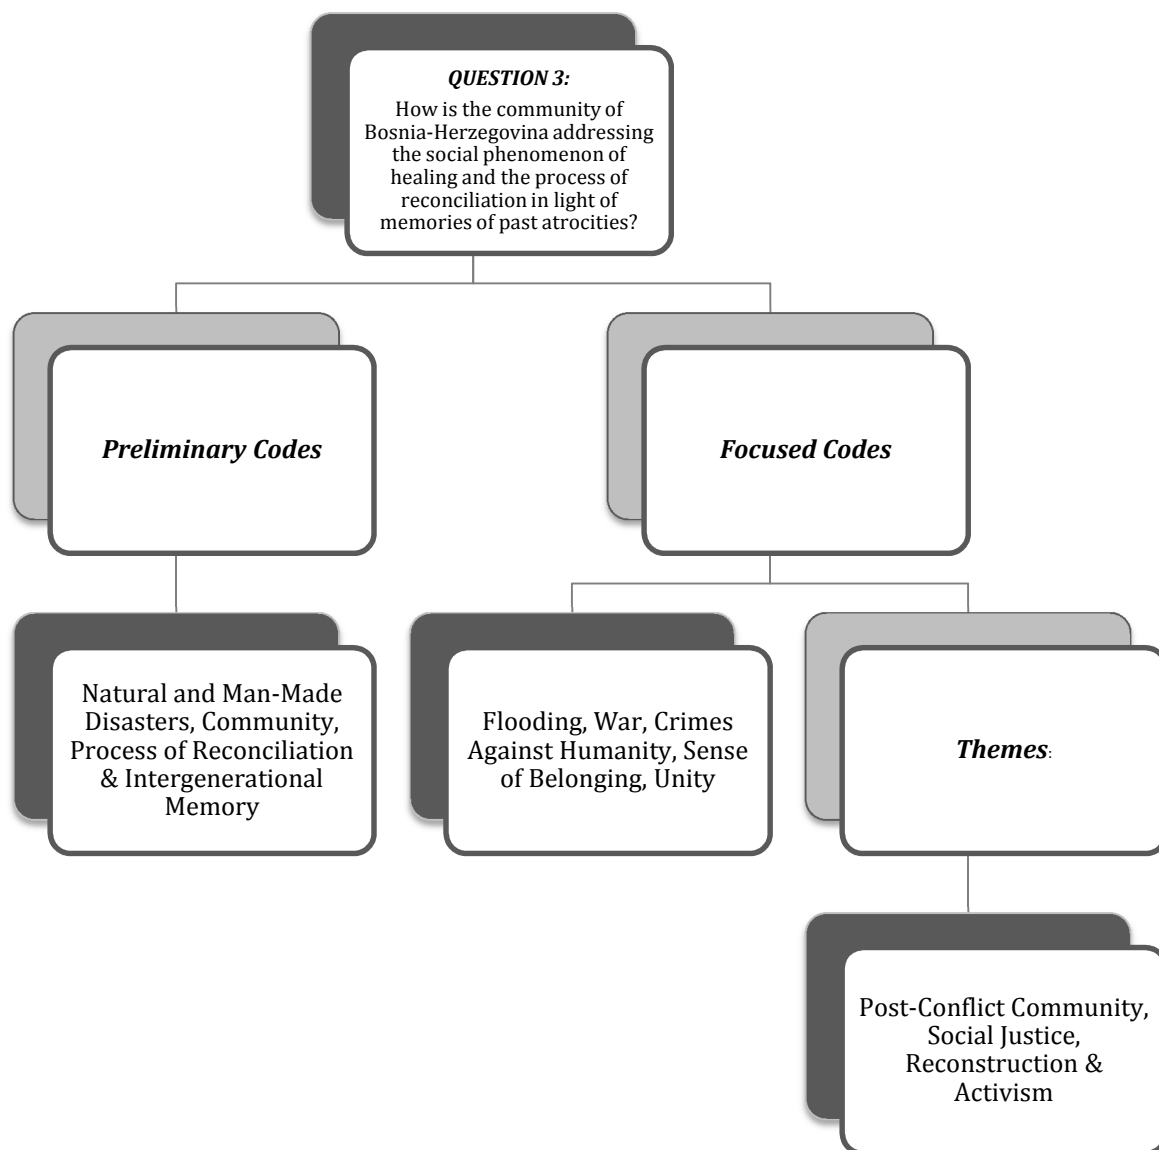 QUESTION 3:
How is the community of
Bosnia-Herzegovina addressing
the social phenomenon of
healing and the process of
reconciliation in light of
memories of past atrocities?
Preliminary Codes
Focused Codes
Natural and Man-Made
Disasters, Community,
Process of Reconciliation
& Intergenerational
Memory
Flooding, War, Crimes
Against Humanity, Sense
of Belonging, Unity
Themes:
Post-Conflict Community,
Social Justice,
Reconstruction &
Activism